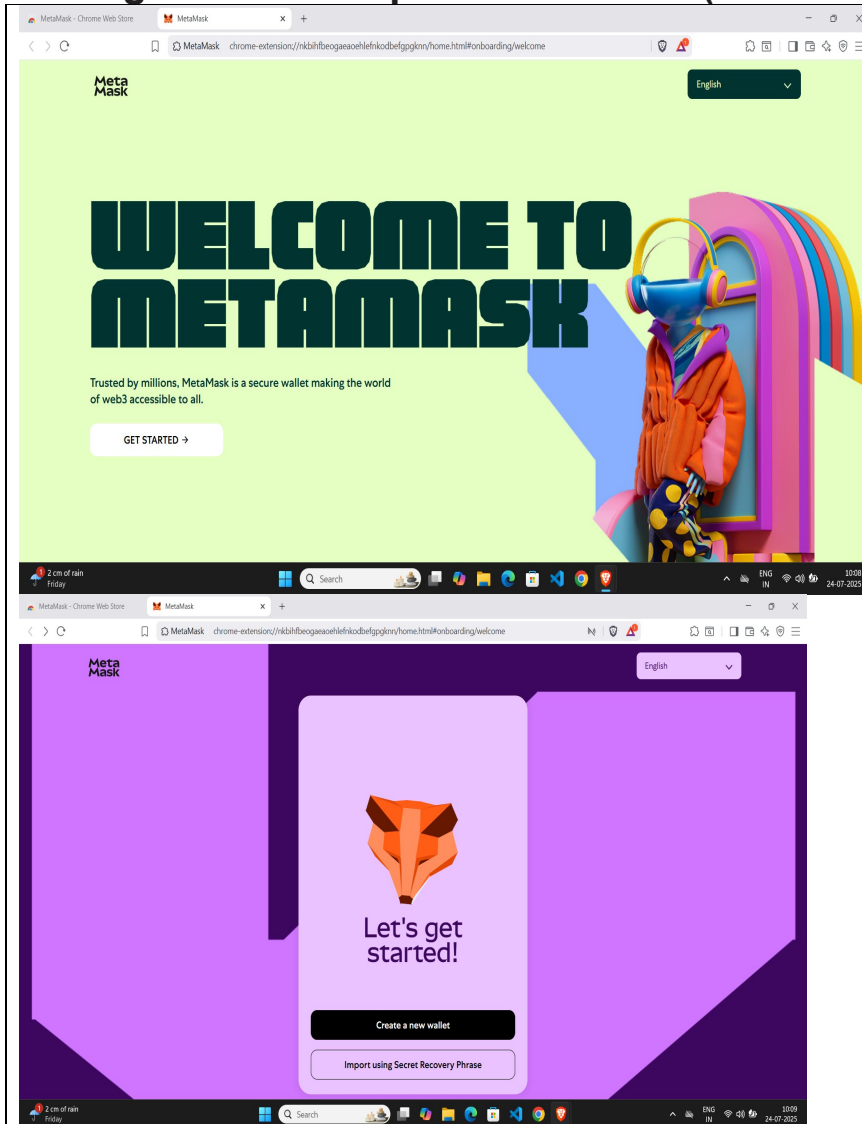 MetaMask - Chrome Web Store
MetaMask
MetaMask chrome-extension://nkbihfbeogaeaoehlefnkodbefgpgknn/home.html#onboarding/welcome
Meta
Mask
English
WELCOME TO
METAMASK
Trusted by millions, MetaMask is a secure wallet making the world
of web3 accessible to all.
GET STARTED →
1
2 cm of rain
Friday
Search
ENG
IN
10:08
24-07-2025
MetaMask - Chrome Web Store
MetaMask
MetaMask chrome-extension://nkbihfbeogaeaoehlefnkodbefgpgknn/home.html#onboarding/welcome
Meta
Mask
English
Let's get
started!
Create a new wallet
Import using Secret Recovery Phrase
1
2 cm of rain
Friday
Search
ENG
IN
10:09
24-07-2025